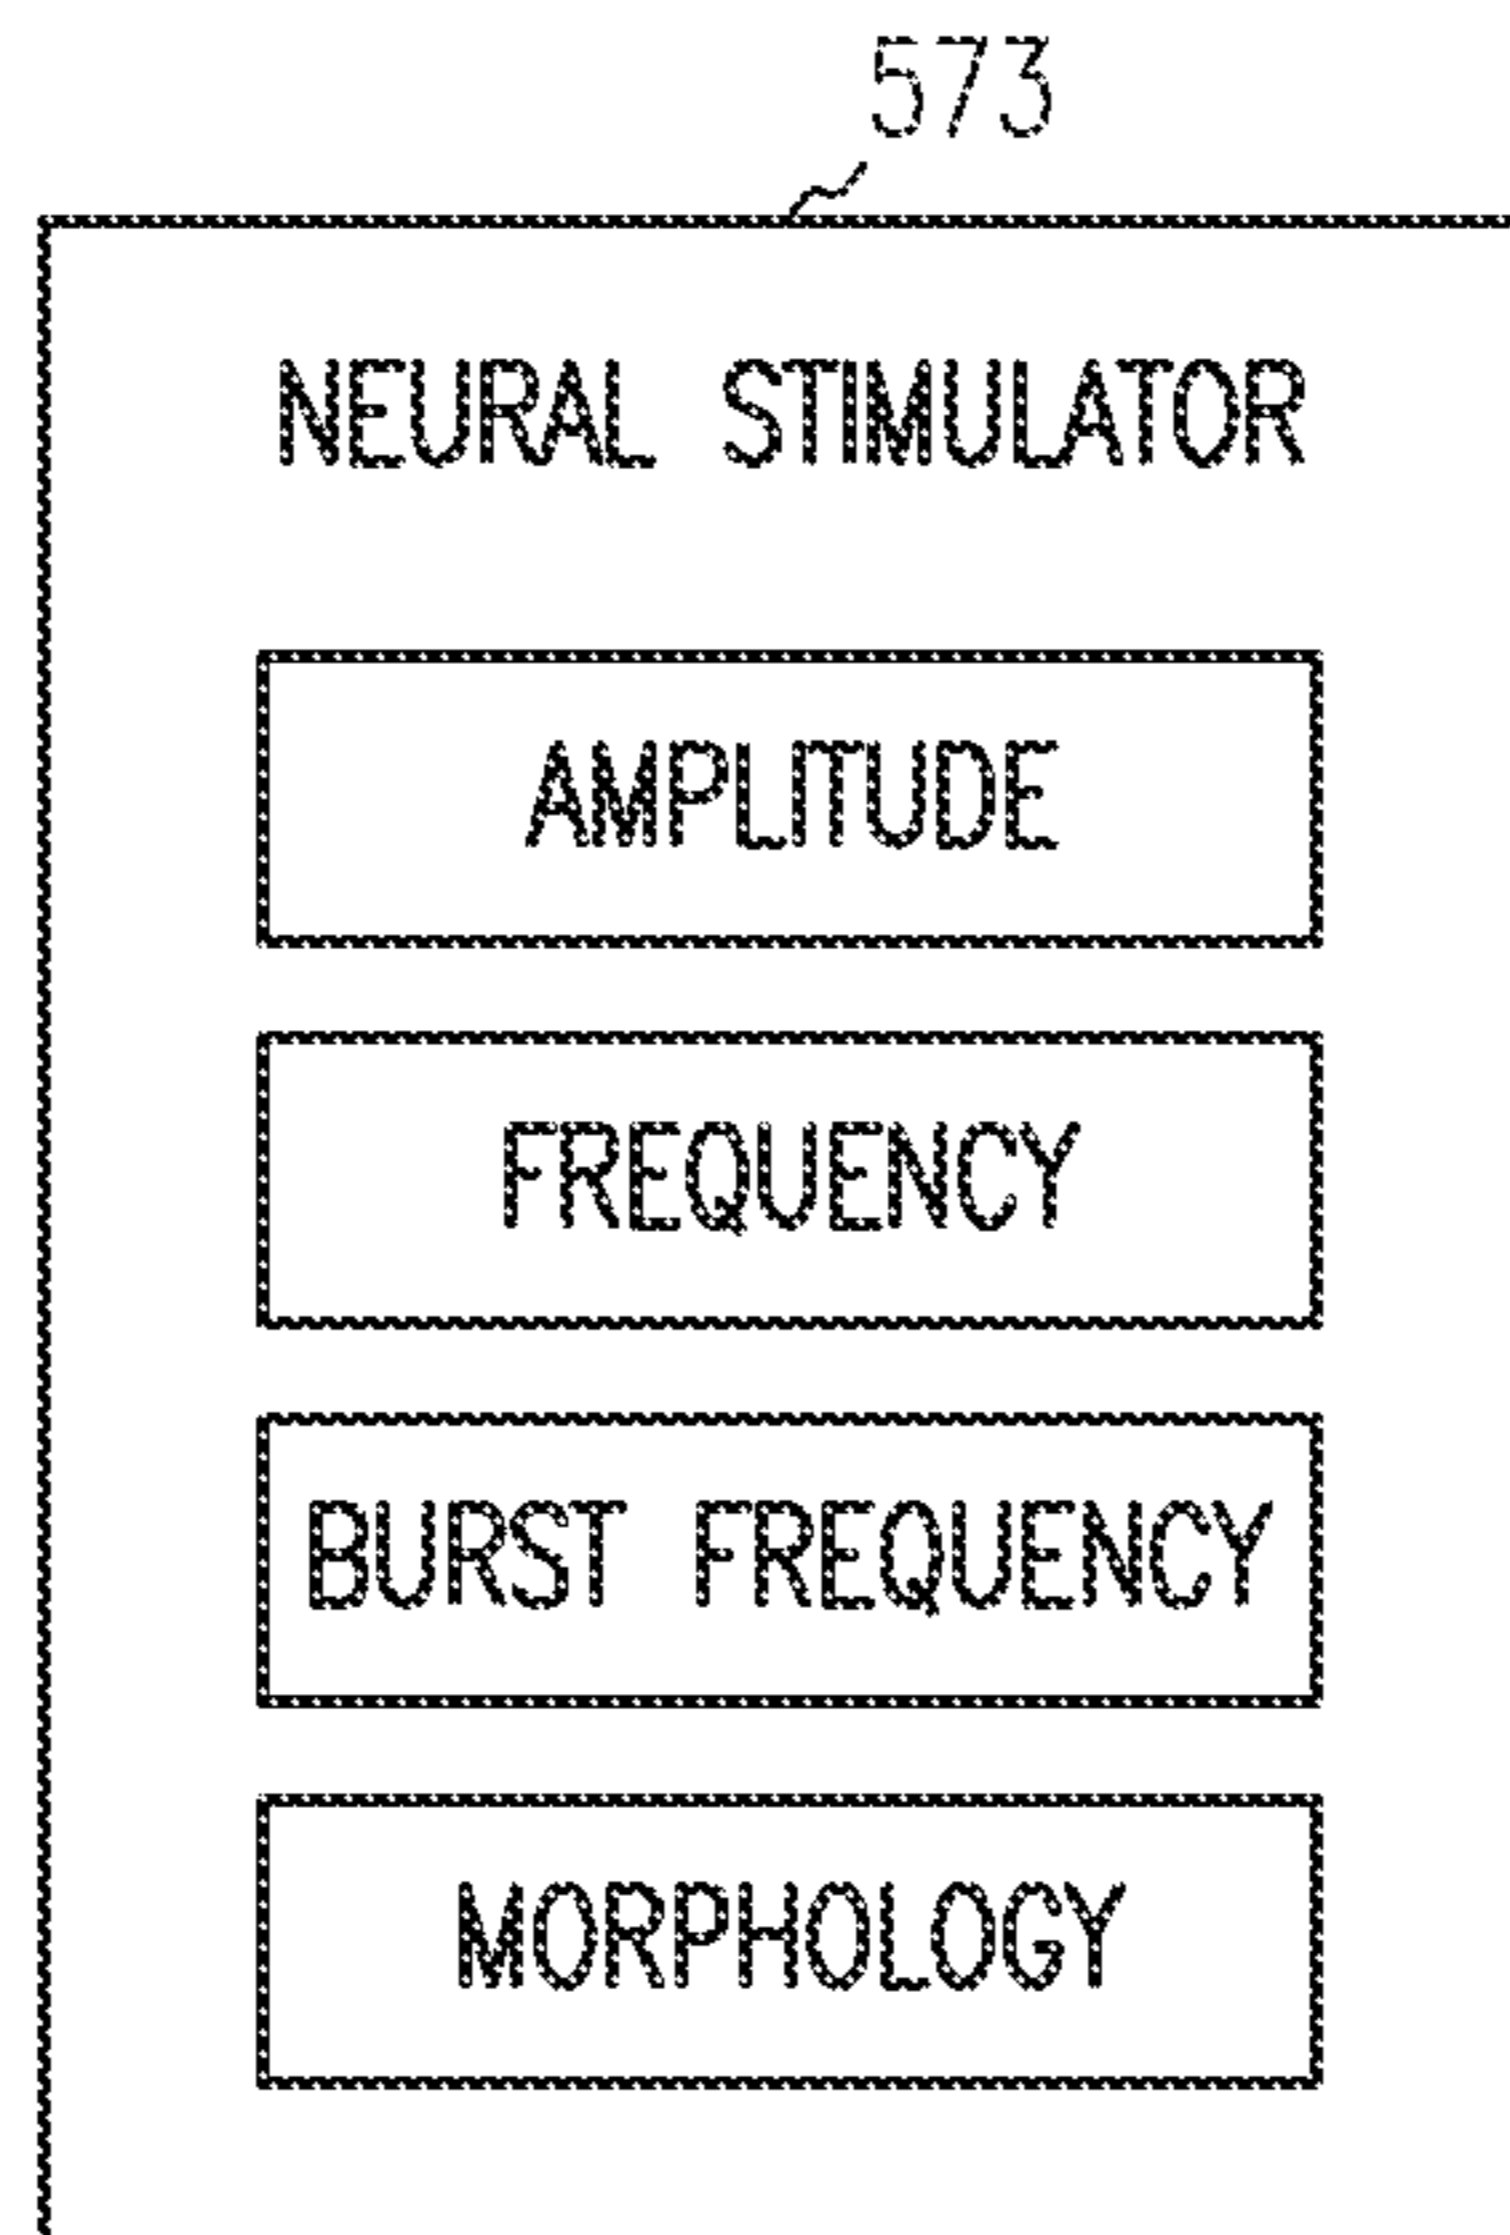 573
NEURAL STIMULATOR
AMPLITUDE
FREQUENCY
BURST FREQUENCY
MORPHOLOGY